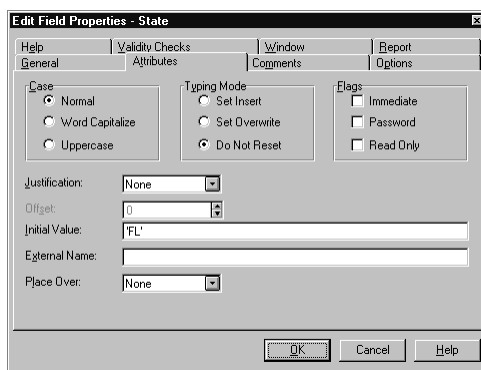 Edit Field Properties - State
Help Validity Checks Window Report
General Attributes Comments Options
Case Typing Mode Flags
Normal Set Insert Immediate
Word Capitalize Set Overwrite Password
Uppercase Do Not Reset Read Only
Justification: None
Offset: 0
Initial Value: 'FL'
External Name:
Place Over: None
OK Cancel Help